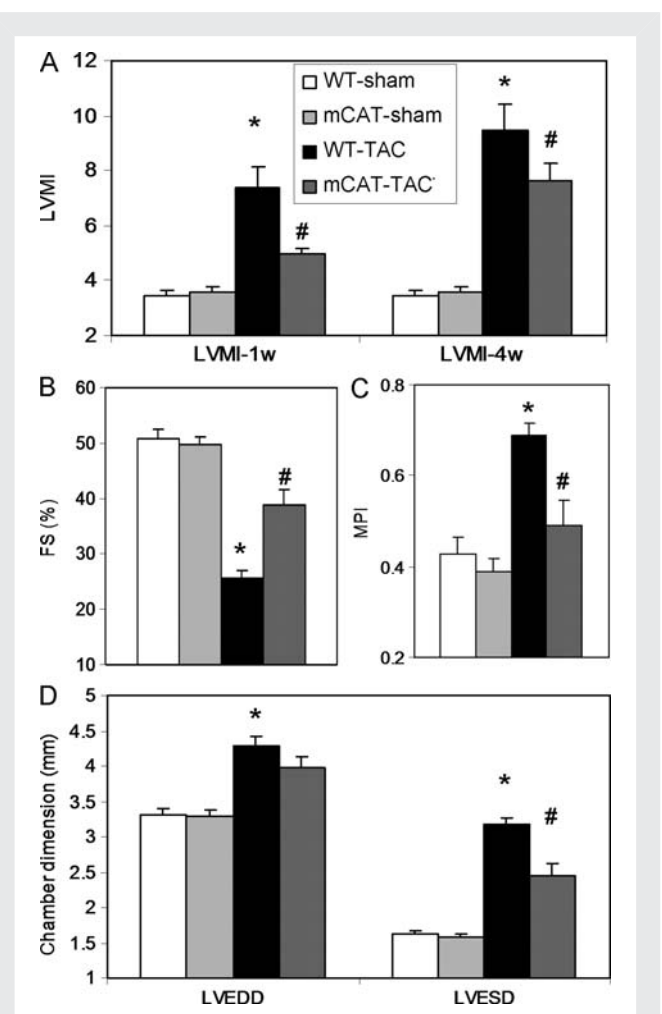 A
12
10
8
6
4
2
LVMI
WT-sham
mCAT-sham
WT-TAC
mCAT-TAC
*
#
*
#
LVMI-1w
LVMI-4w
B
60
50
40
30
20
10
FS (%)
*
#
C
0.8
0.6
0.4
0.2
MPI
*
#
D
5
4.5
4
3.5
3
2.5
2
1.5
1
Chamber dimension (mm)
*
*
#
LVEDD
LVESD